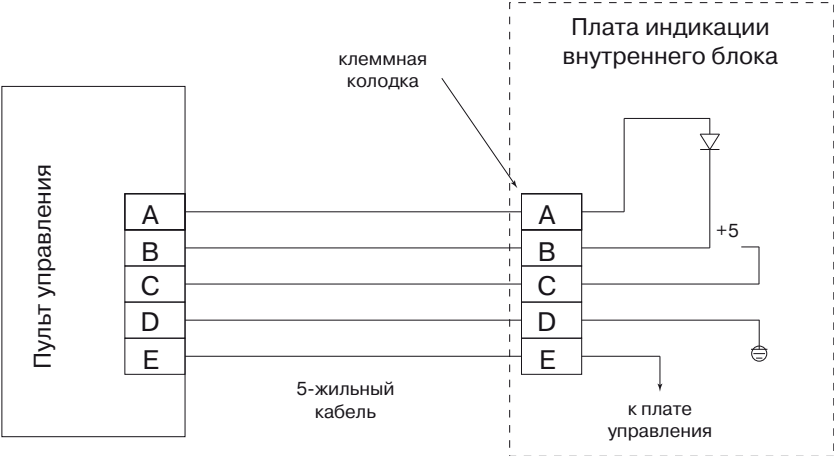 Плата индикации
внутреннего блока
клеммная
колодка
Пульт управления
A
B
C
D
E
A
B
C
D
E
+5
5-жильный
кабель
к плате
управления